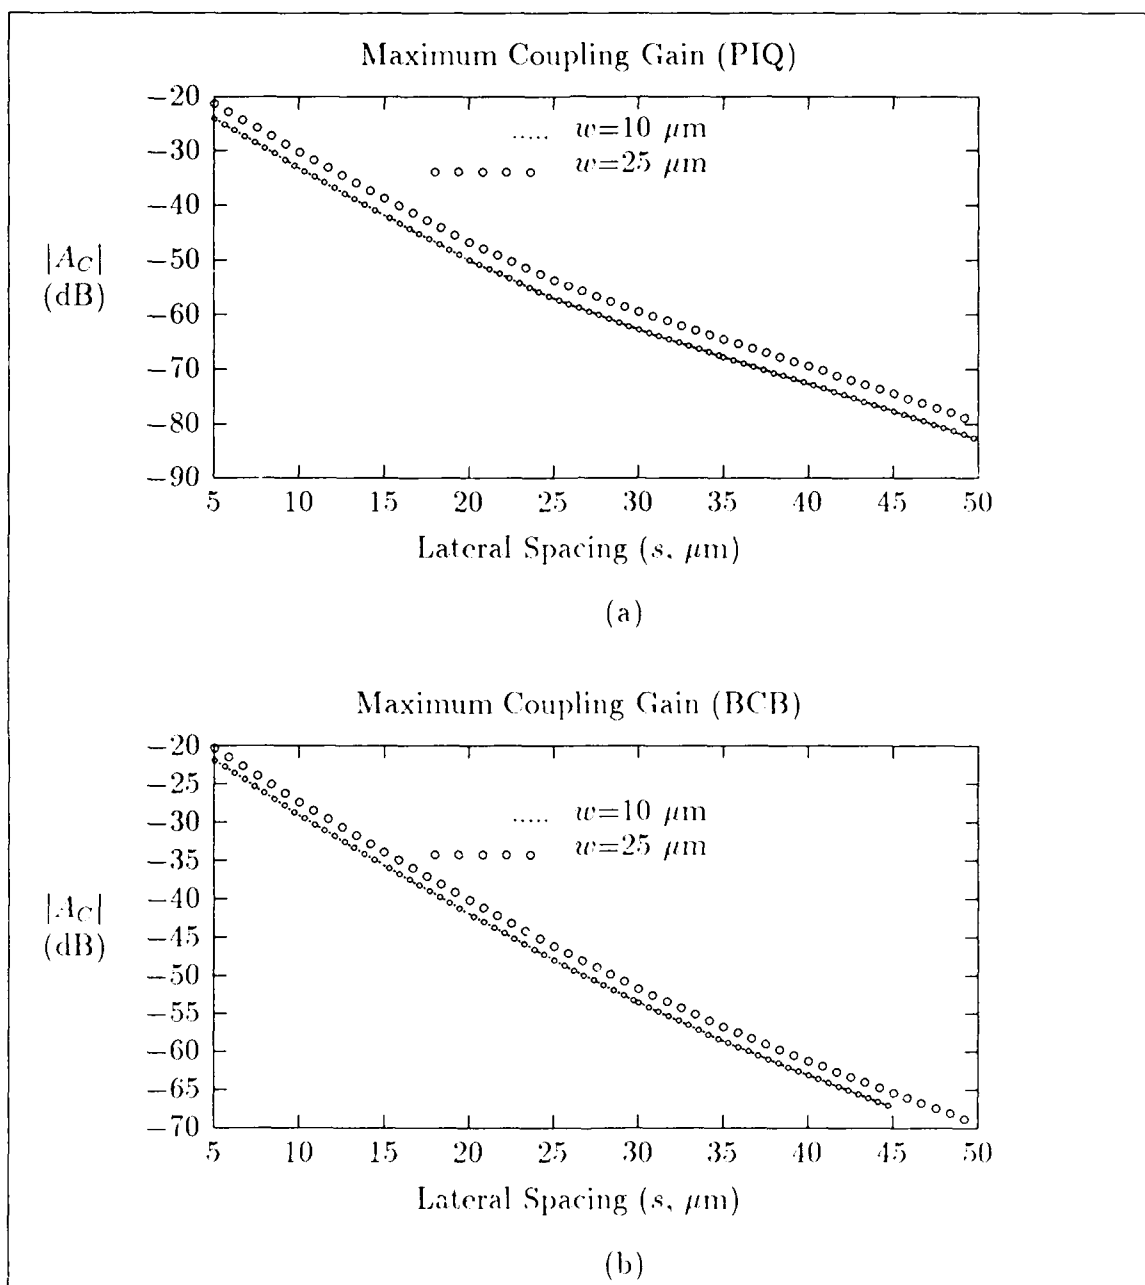 Maximum Coupling Gain (PIQ)
−20
−30
−40
−50
−60
−70
−80
−90
|A_C|
(dB)
..... w=10 μm
o o o o o w=25 μm
5 10 15 20 25 30 35 40 45 50
Lateral Spacing (s, μm)
(a)
Maximum Coupling Gain (BCB)
−20
−25
−30
−35
−40
−45
−50
−55
−60
−65
−70
|A_C|
(dB)
..... w=10 μm
o o o o o w=25 μm
5 10 15 20 25 30 35 40 45 50
Lateral Spacing (s, μm)
(b)